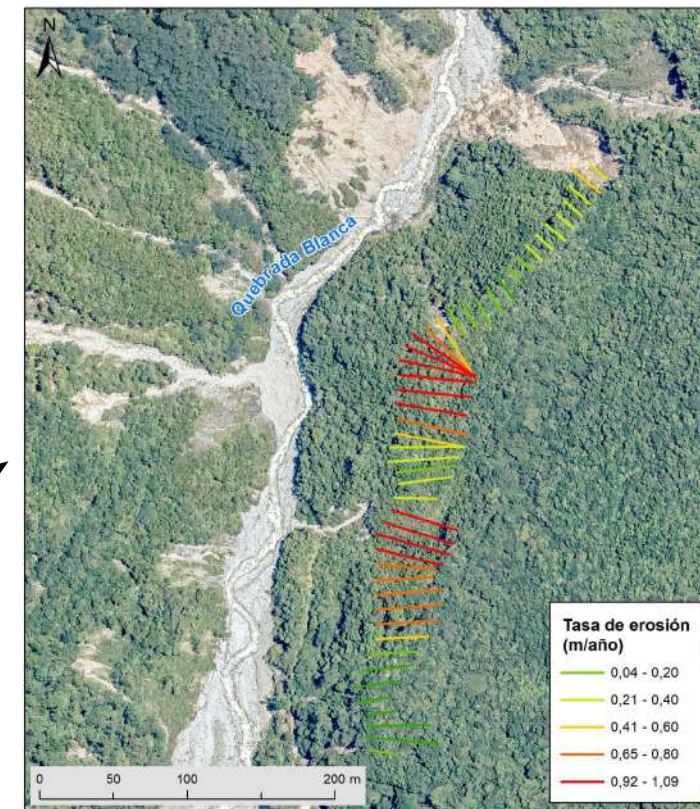 N
Quebrada Blanca
Tasa de erosión
(m/año)
0,04 - 0,20
0,21 - 0,40
0,41 - 0,60
0,65 - 0,80
0,92 - 1,09
0 50 100 200 m